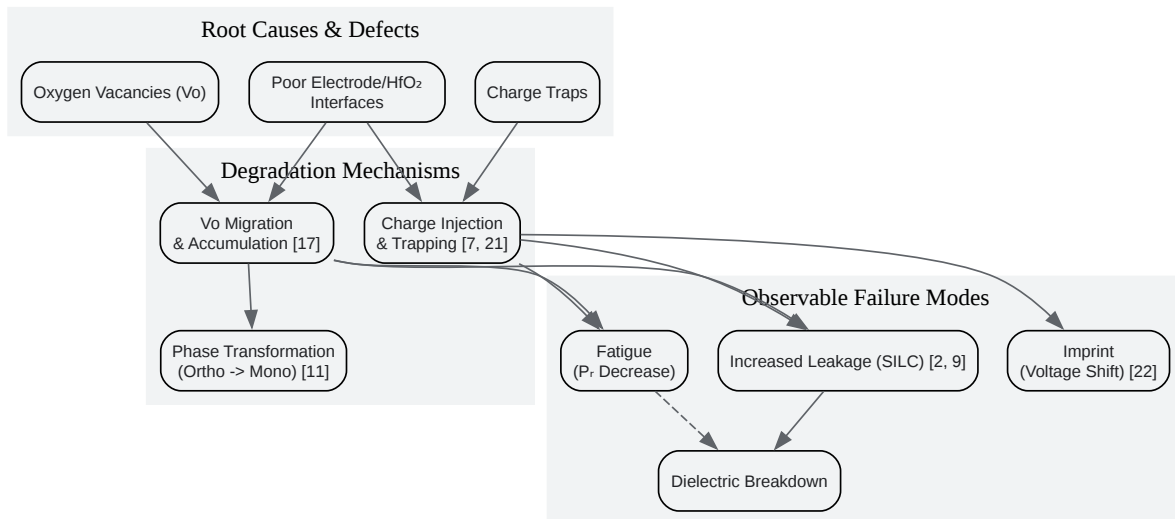 Root Causes & Defects
Oxygen Vacancies (Vo)
Poor Electrode/HfO₂
Interfaces
Charge Traps
Degradation Mechanisms
Vo Migration
& Accumulation [17]
Charge Injection
& Trapping [7, 21]
Phase Transformation
(Ortho -> Mono) [11]
Observable Failure Modes
Fatigue
(Pᵣ Decrease)
Increased Leakage (SILC) [2, 9]
Imprint
(Voltage Shift) [22]
Dielectric Breakdown